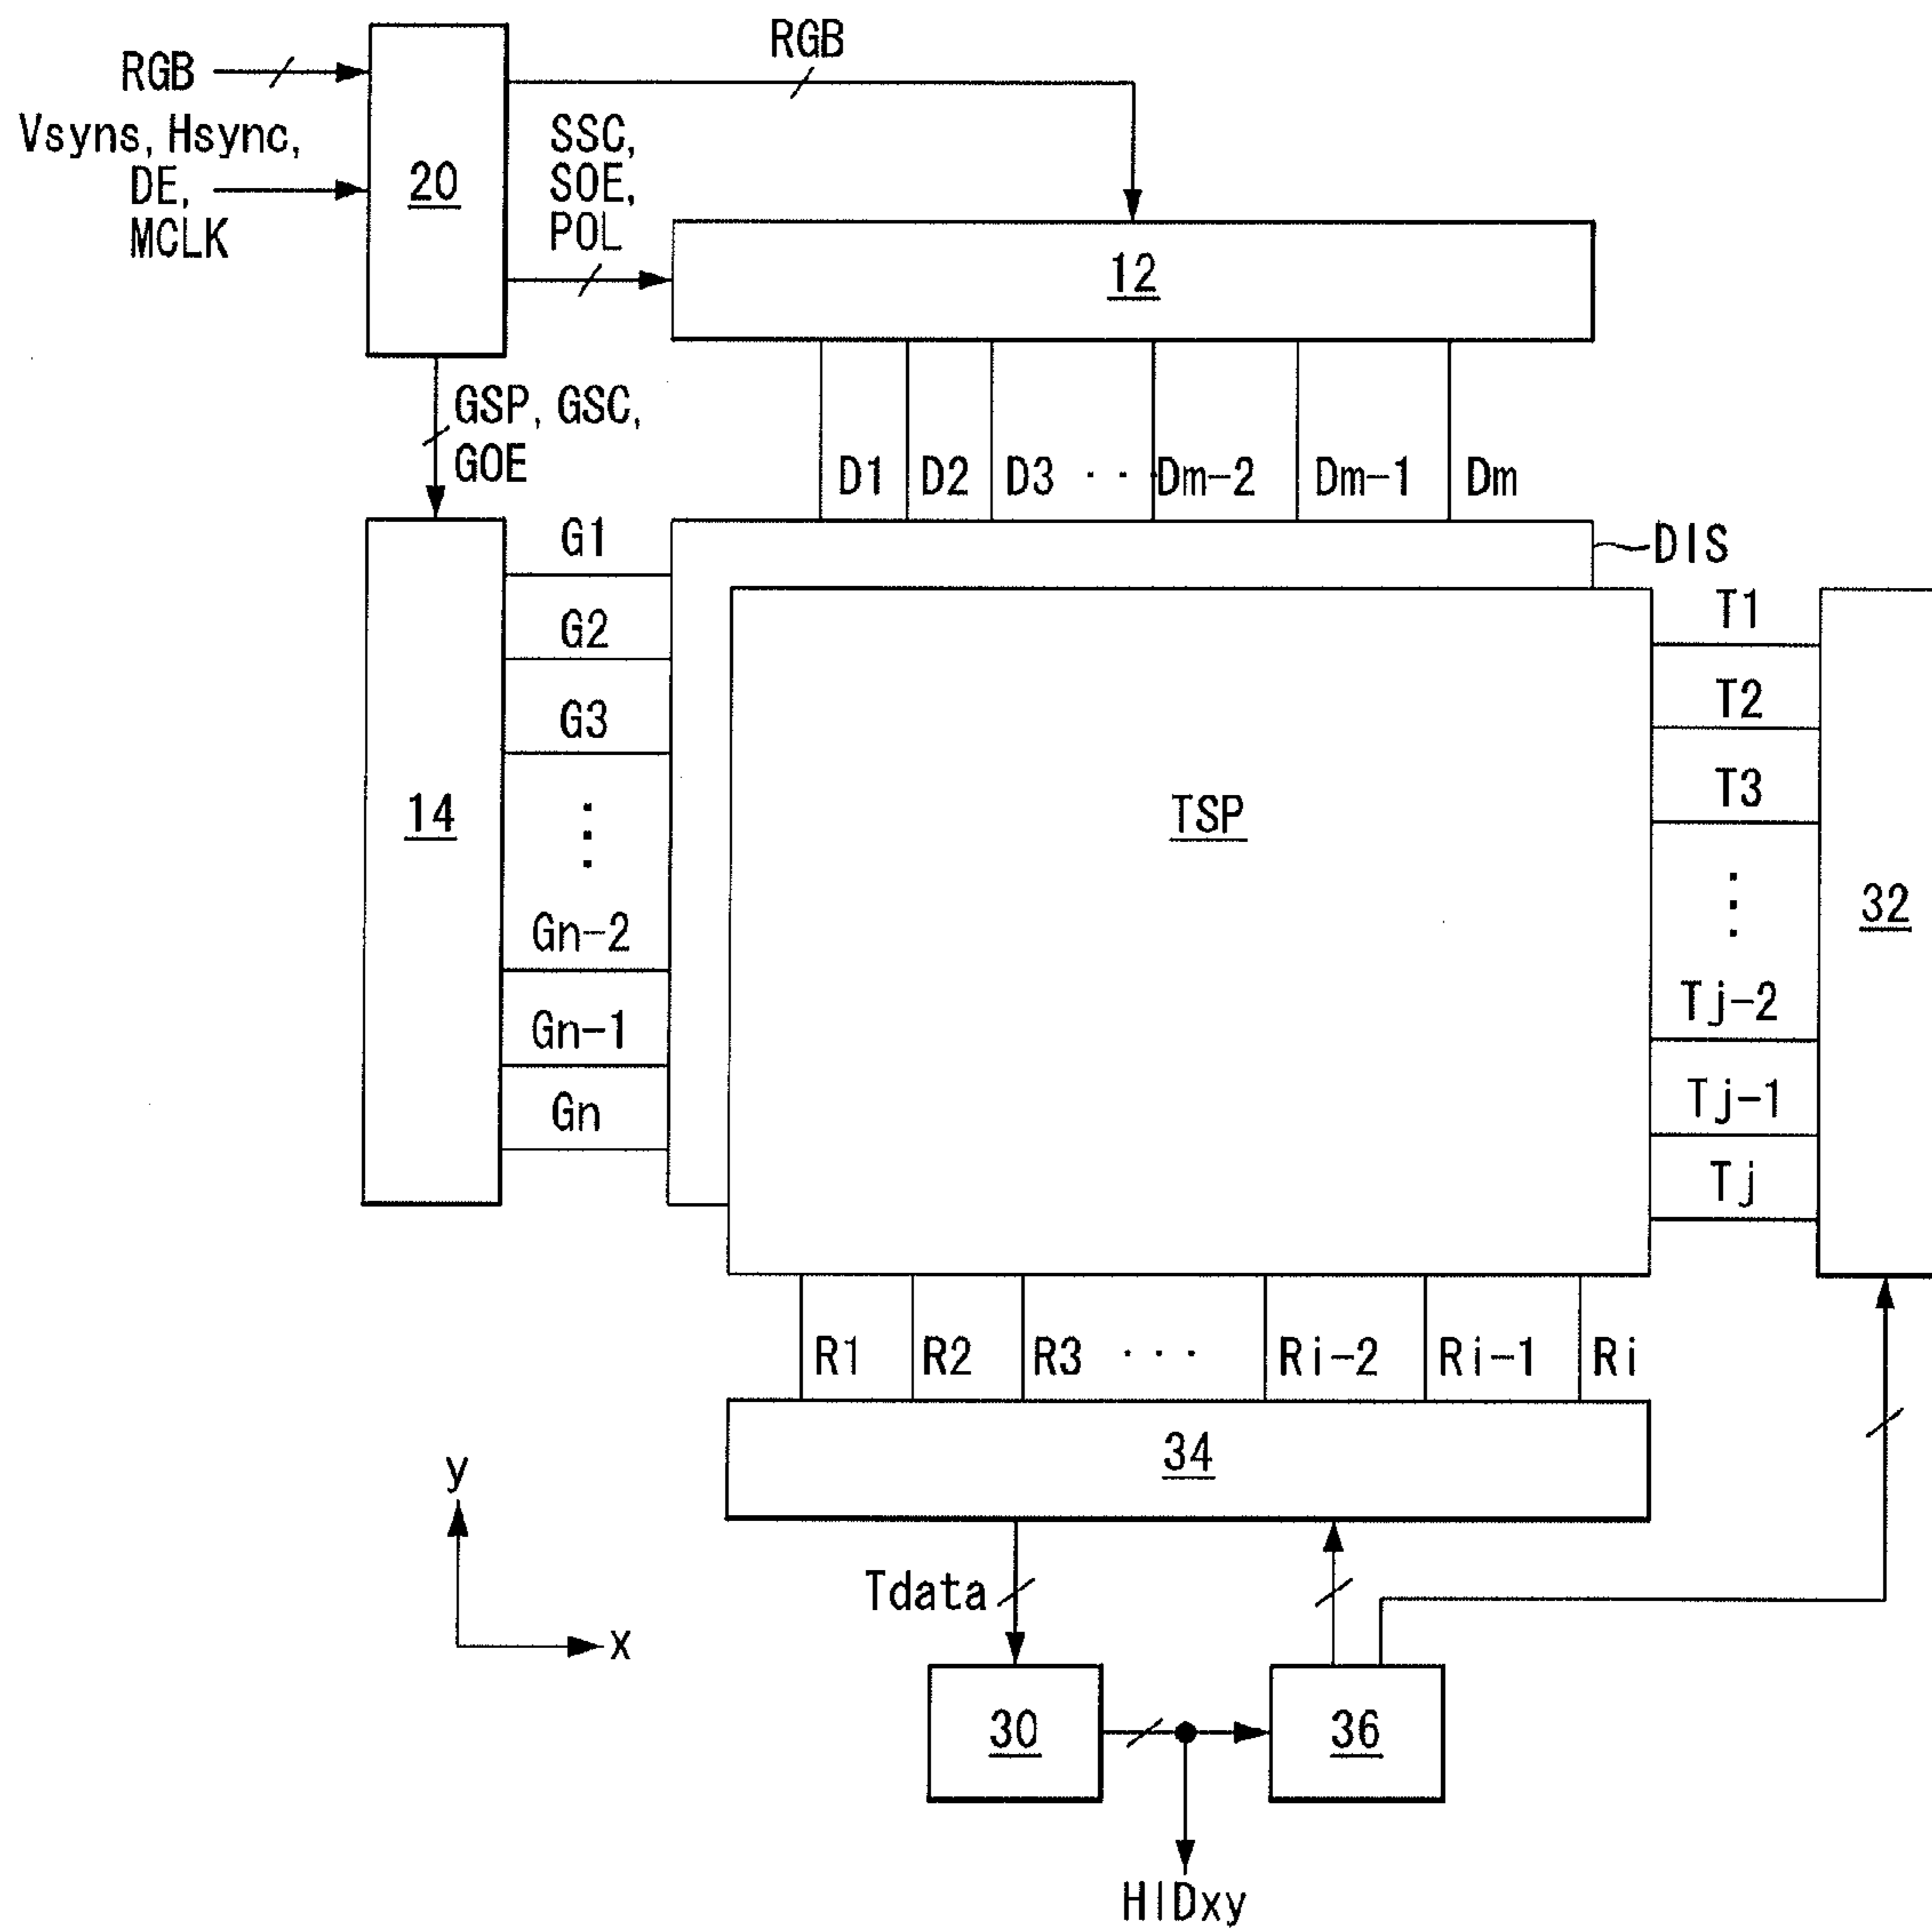 RGB
RGB
Vsyns, Hsync,
DE,
MCLK
20
SSC,
SOE,
POL
12
GSP, GSC,
GOE
D1 D2 D3 ··· Dm-2 Dm-1 Dm
DIS
G1
G2
G3
⋮
Gn-2
Gn-1
Gn
14
TSP
T1
T2
T3
⋮
Tj-2
Tj-1
Tj
32
R1 R2 R3 ··· Ri-2 Ri-1 Ri
34
y
x
Tdata
30
36
HIDxy